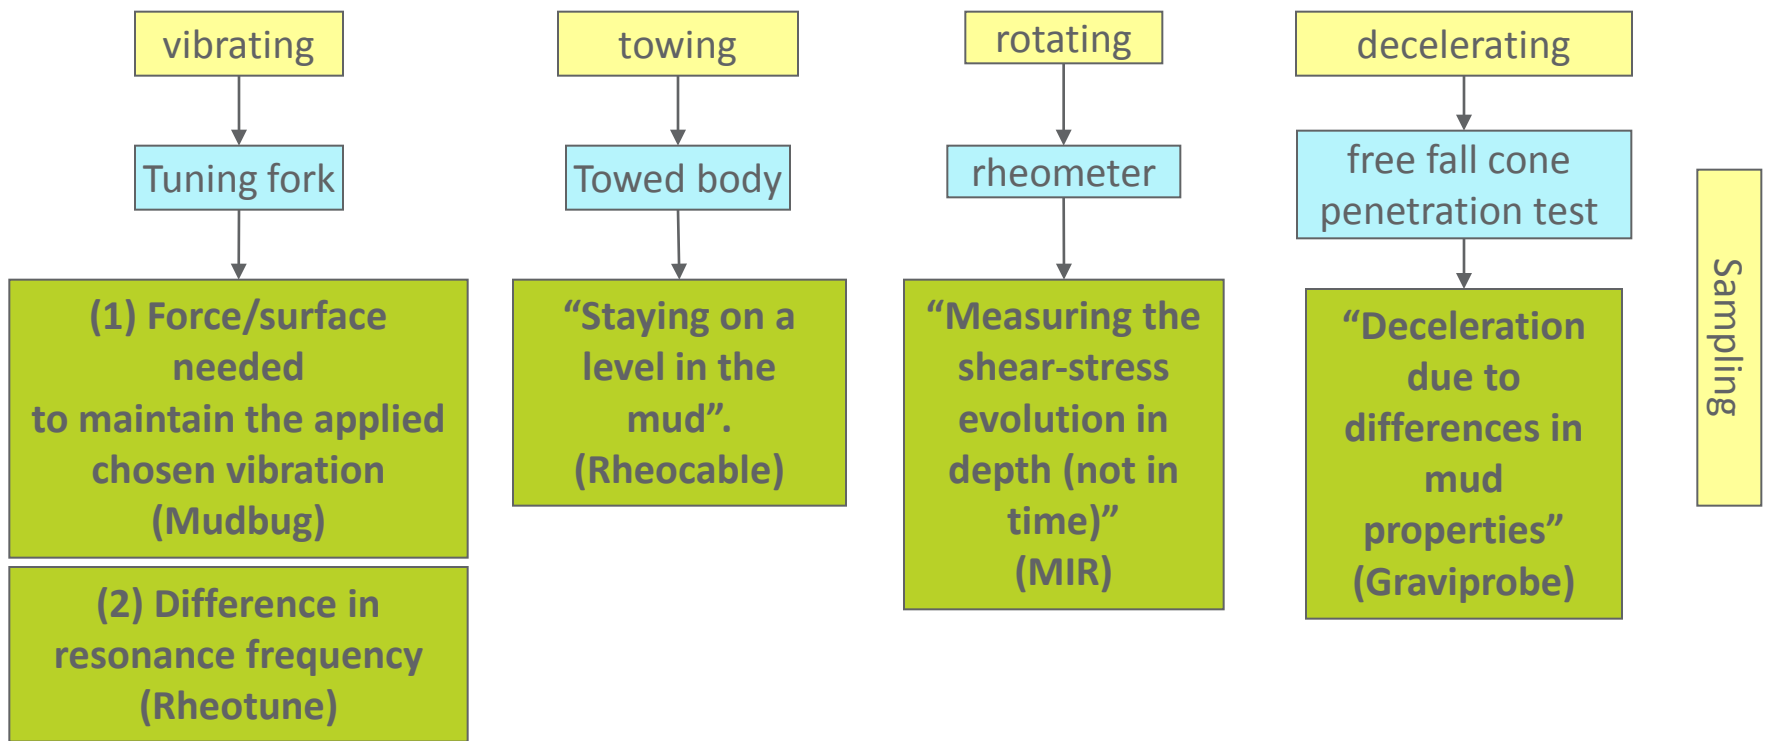 vibrating
Tuning fork
(1) Force/surface
needed
to maintain the applied
chosen vibration
(Mudbug)
(2) Difference in
resonance frequency
(Rheotune)
towing
Towed body
“Staying on a
level in the
mud”.
(Rheocable)
rotating
rheometer
“Measuring the
shear-stress
evolution in
depth (not in
time)”
(MIR)
decelerating
free fall cone
penetration test
“Deceleration
due to
differences in
mud
properties”
(Graviprobe)
Sampling